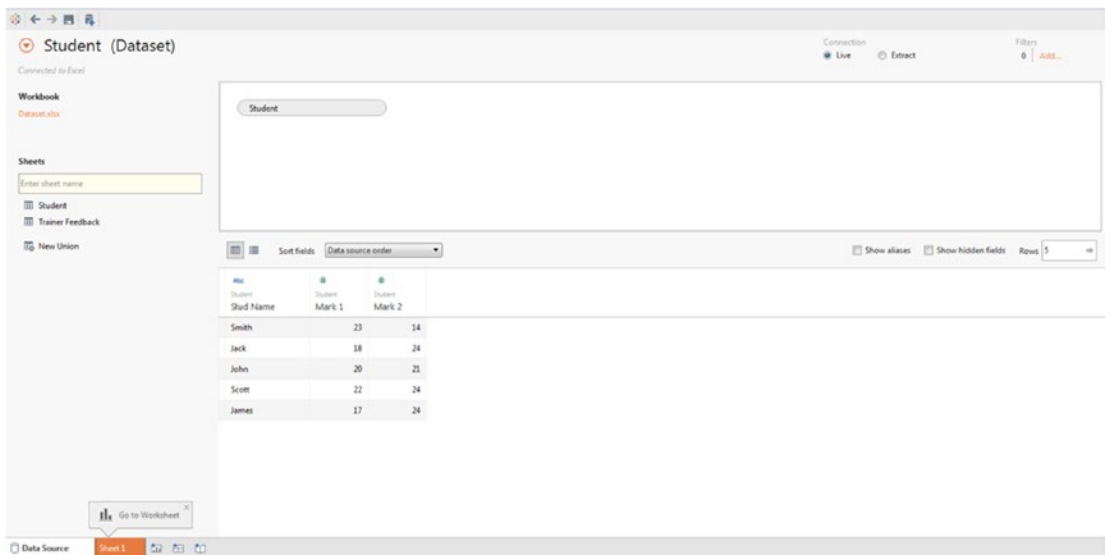 Student (Dataset)
Connection
Live Extract
Filters
0 Add...
Connected to Excel
Workbook
Dataset.xlsx
Student
Sheets
Enter sheet name
Student
Trainer Feedback
New Union
Sort fields Data source order
Show aliases Show hidden fields Rows 5
Abc
Student Student Student
Stud Name Mark 1 Mark 2
Smith 23 14
Jack 18 24
John 20 21
Scott 22 24
James 17 24
Go to Worksheet
Data Source Sheet 1